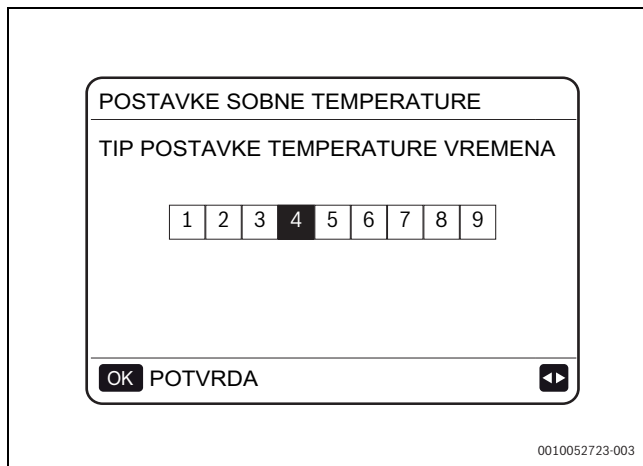 POSTAVKE SOBNE TEMPERATURE
TIP POSTAVKE TEMPERATURE VREMENA
1 2 3 4 5 6 7 8 9
OK POTVRDA
0010052723-003